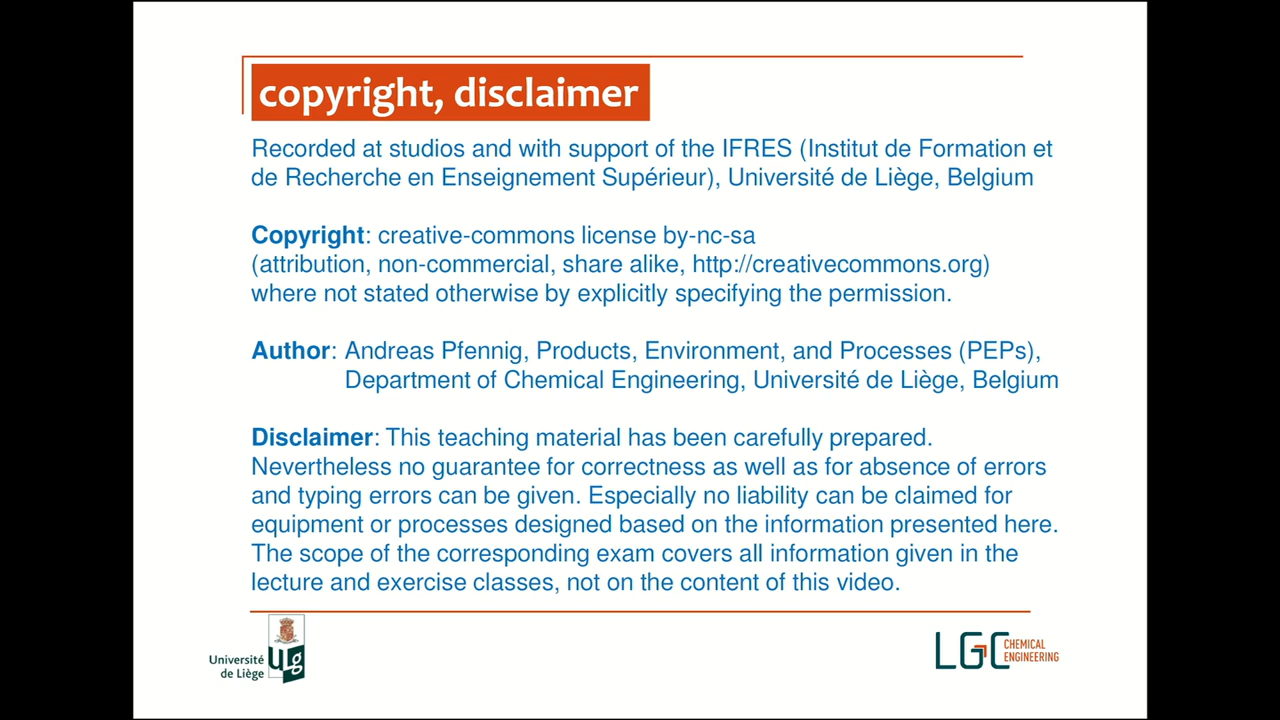 copyright, disclaimer
Recorded at studios and with support of the IFRES (Institut de Formation et
de Recherche en Enseignement Supérieur), Université de Liège, Belgium
Copyright: creative-commons license by-nc-sa
(attribution, non-commercial, share alike, http://creativecommons.org)
where not stated otherwise by explicitly specifying the permission.
Author: Andreas Pfennig, Products, Environment, and Processes (PEPs),
Department of Chemical Engineering, Université de Liège, Belgium
Disclaimer: This teaching material has been carefully prepared.
Nevertheless no guarantee for correctness as well as for absence of errors
and typing errors can be given. Especially no liability can be claimed for
equipment or processes designed based on the information presented here.
The scope of the corresponding exam covers all information given in the
lecture and exercise classes, not on the content of this video.
Université
de Liège
ULg
LGC
CHEMICAL
ENGINEERING